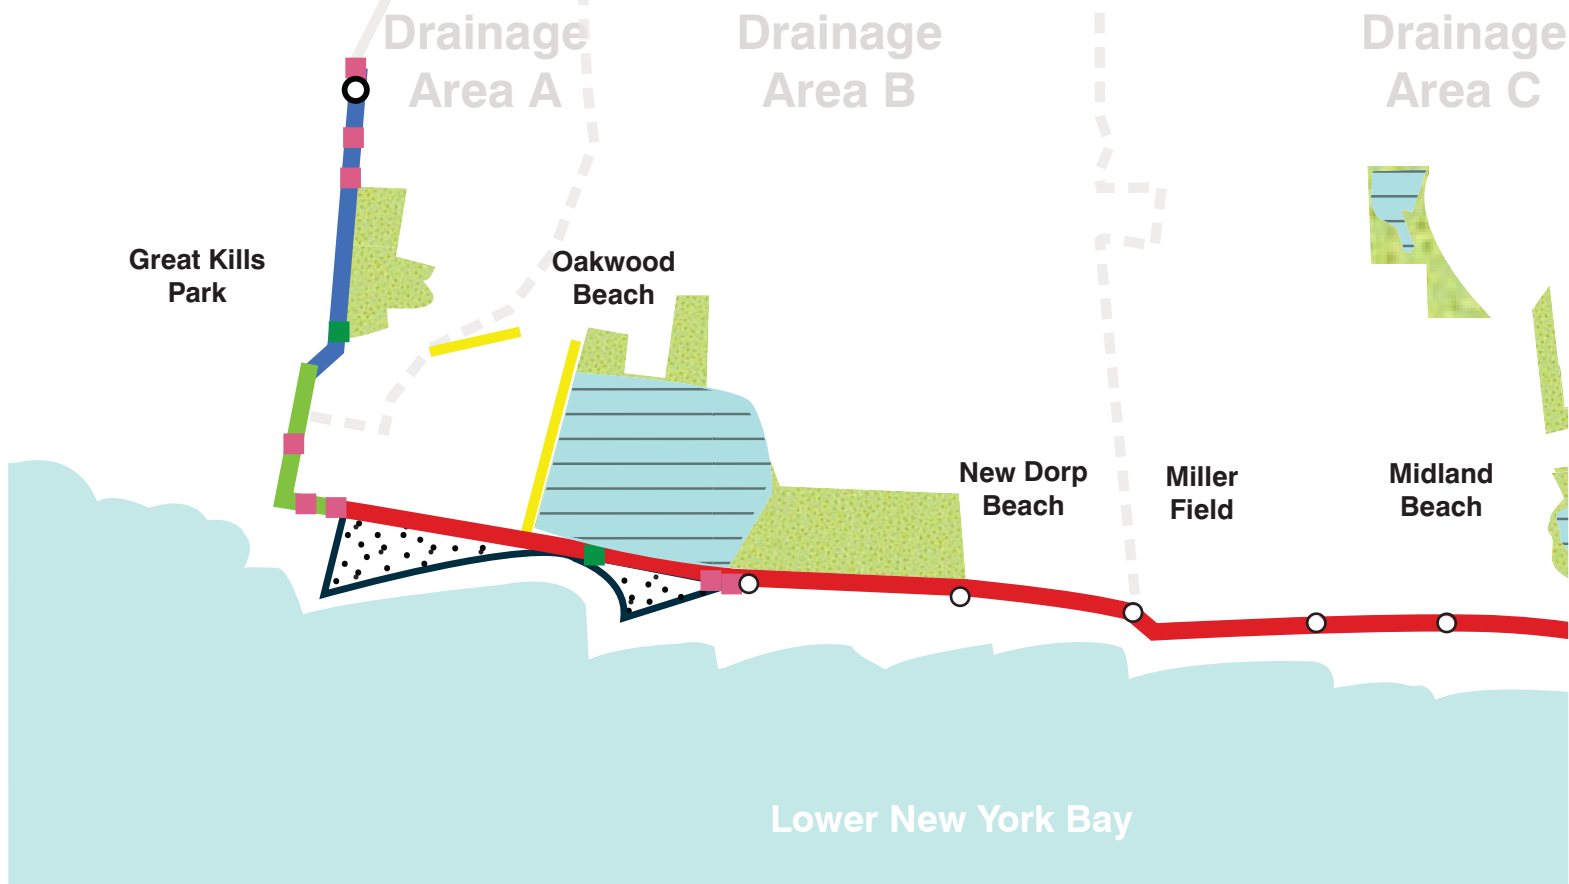 Drainage
Area A
Drainage
Area B
Drainage
Area C
Great Kills
Park
Oakwood
Beach
New Dorp
Beach
Miller
Field
Midland
Beach
Lower New York Bay